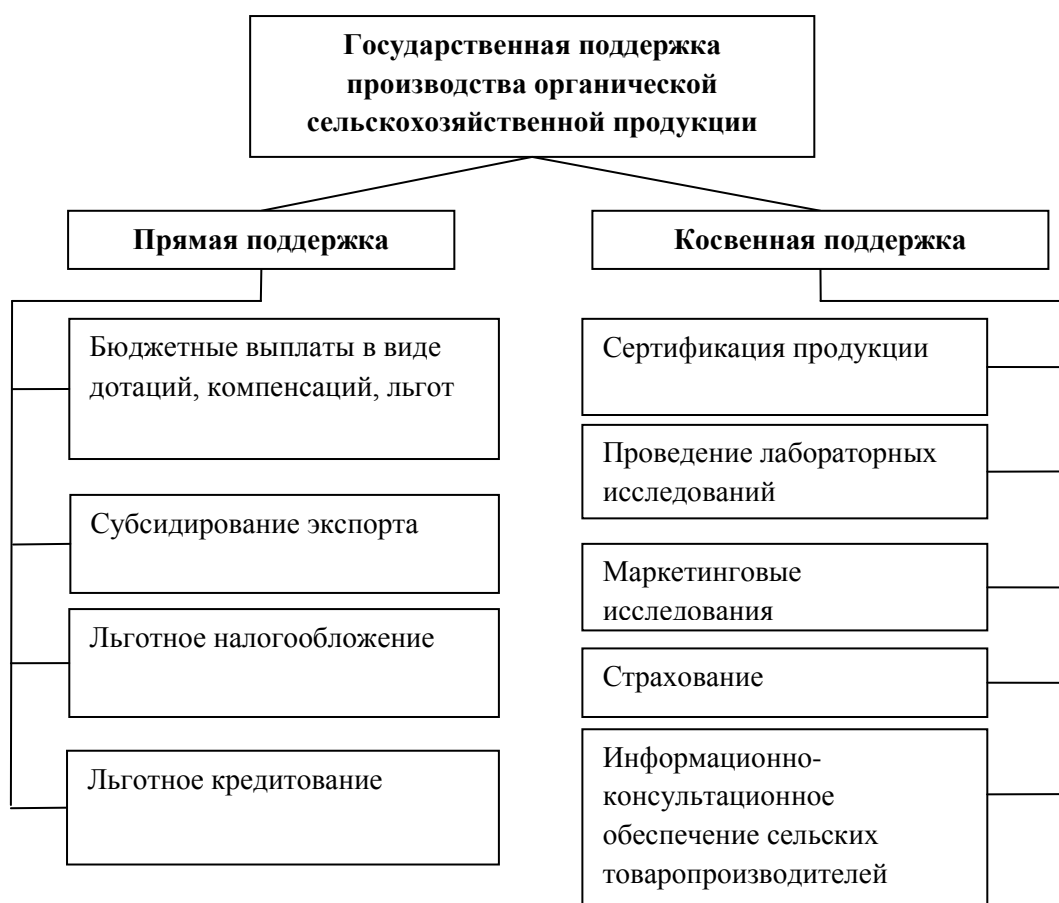 Государственная поддержка
производства органической
сельскохозяйственной продукции
Прямая поддержка
Бюджетные выплаты в виде
дотаций, компенсаций, льгот
Субсидирование экспорта
Льготное налогообложение
Льготное кредитование
Косвенная поддержка
Сертификация продукции
Проведение лабораторных
исследований
Маркетинговые
исследования
Страхование
Информационно-
консультационное
обеспечение сельских
товаропроизводителей